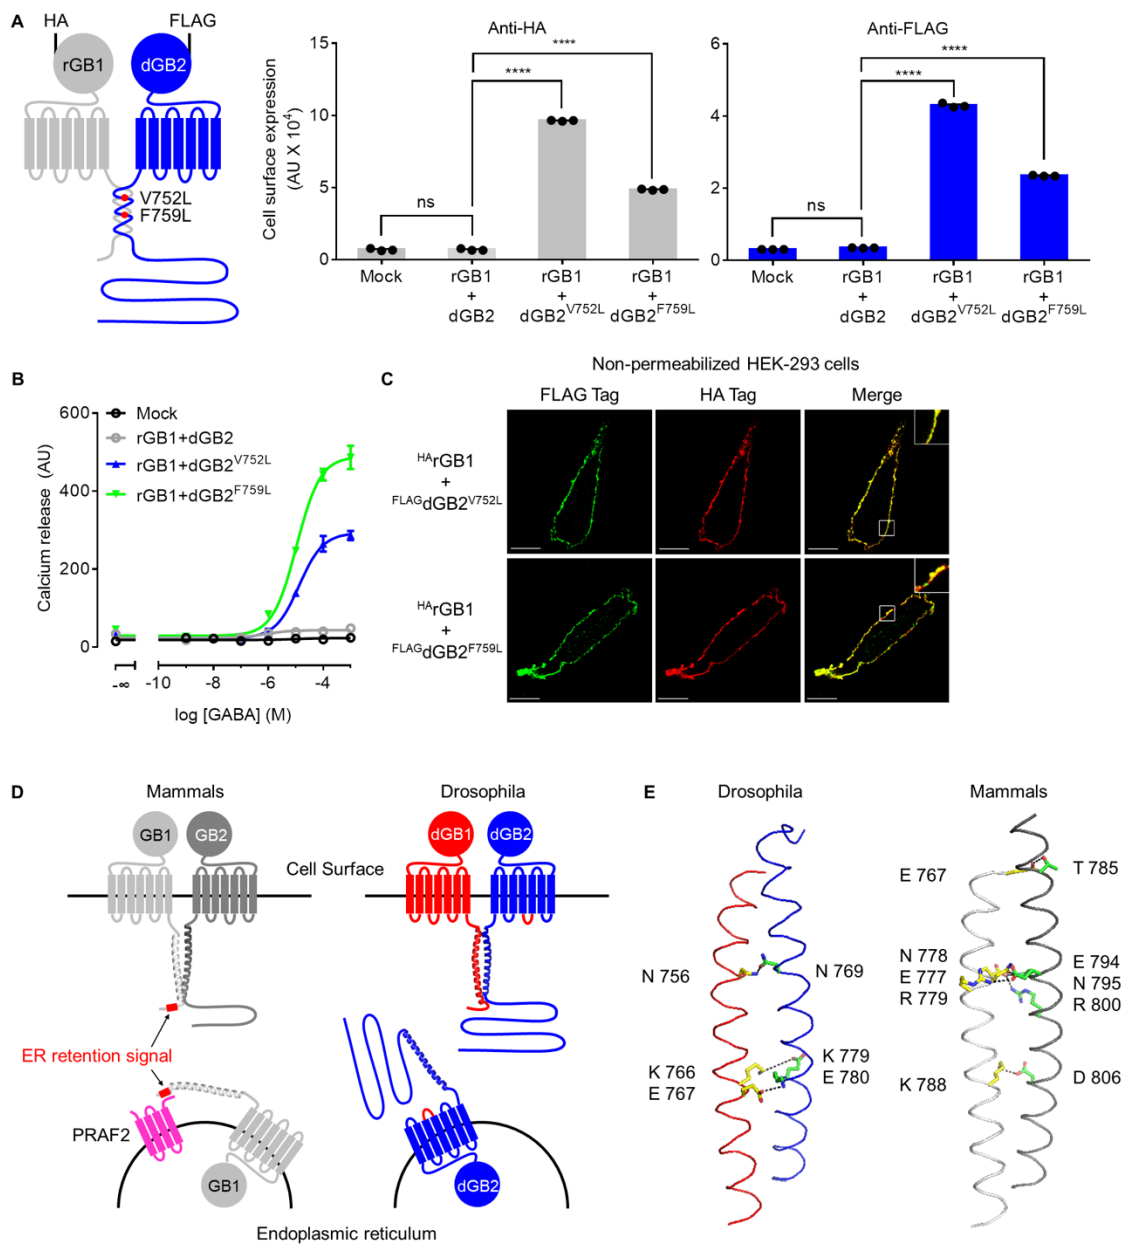 A
HA
FLAG
rGB1
dGB2
V752L
F759L
Anti-HA
Cell surface expression
(AU X 10⁴)
15
10
5
0
ns
****
****
Mock
rGB1
+
dGB2
rGB1
+
dGB2V752L
rGB1
+
dGB2F759L
Anti-FLAG
6
4
2
0
ns
****
****
Mock
rGB1
+
dGB2
rGB1
+
dGB2V752L
rGB1
+
dGB2F759L
B
Calcium release (AU)
600
400
200
0
Mock
rGB1+dGB2
rGB1+dGB2V752L
rGB1+dGB2F759L
-∞
-10
-8
-6
-4
log [GABA] (M)
C
Non-permeabilized HEK-293 cells
FLAG Tag
HA Tag
Merge
HArGB1
+
FLAGdGB2V752L
HArGB1
+
FLAGdGB2F759L
D
Mammals
Drosophila
GB1
GB2
dGB1
dGB2
Cell Surface
ER retention signal
PRAF2
GB1
dGB2
Endoplasmic reticulum
E
Drosophila
Mammals
N 756
N 769
K 766
E 767
K 779
E 780
E 767
T 785
N 778
E 777
R 779
E 794
N 795
R 800
K 788
D 806